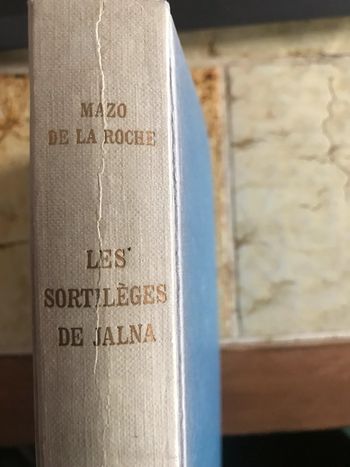 MAZO
DE LA ROCHE
LES
SORTILÈGES
DE JALNA